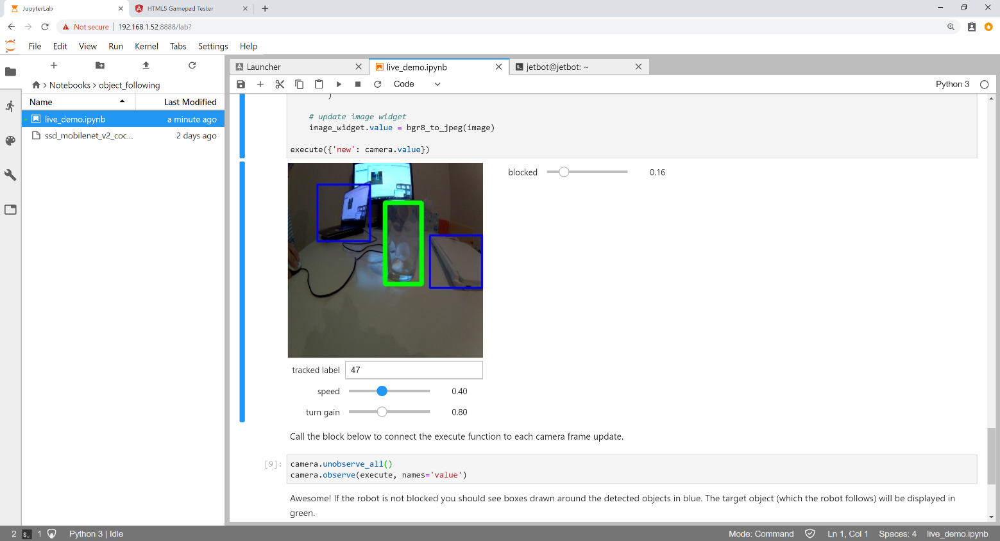 JupyterLab
HTML5 Gamepad Tester
Not secure
192.168.1.52:8888/lab?
File Edit View Run Kernel Tabs Settings Help
Launcher
live_demo.ipynb
jetbot@jetbot: ~
Code
Python 3
> Notebooks > object_following
Name
Last Modified
live_demo.ipynb
a minute ago
ssd_mobilenet_v2_coc...
2 days ago
)
# update image widget
image_widget.value = bgr8_to_jpeg(image)
execute({'new': camera.value})
blocked
0.16
tracked label
47
speed
0.40
turn gain
0.80
Call the block below to connect the execute function to each camera frame update.
[9]:
camera.unobserve_all()
camera.observe(execute, names='value')
Awesome! If the robot is not blocked you should see boxes drawn around the detected objects in blue. The target object (which the robot follows) will be displayed in
green.
2
$_
1
Python 3 | Idle
Mode: Command
Ln 1, Col 1
Spaces: 4
live_demo.ipynb